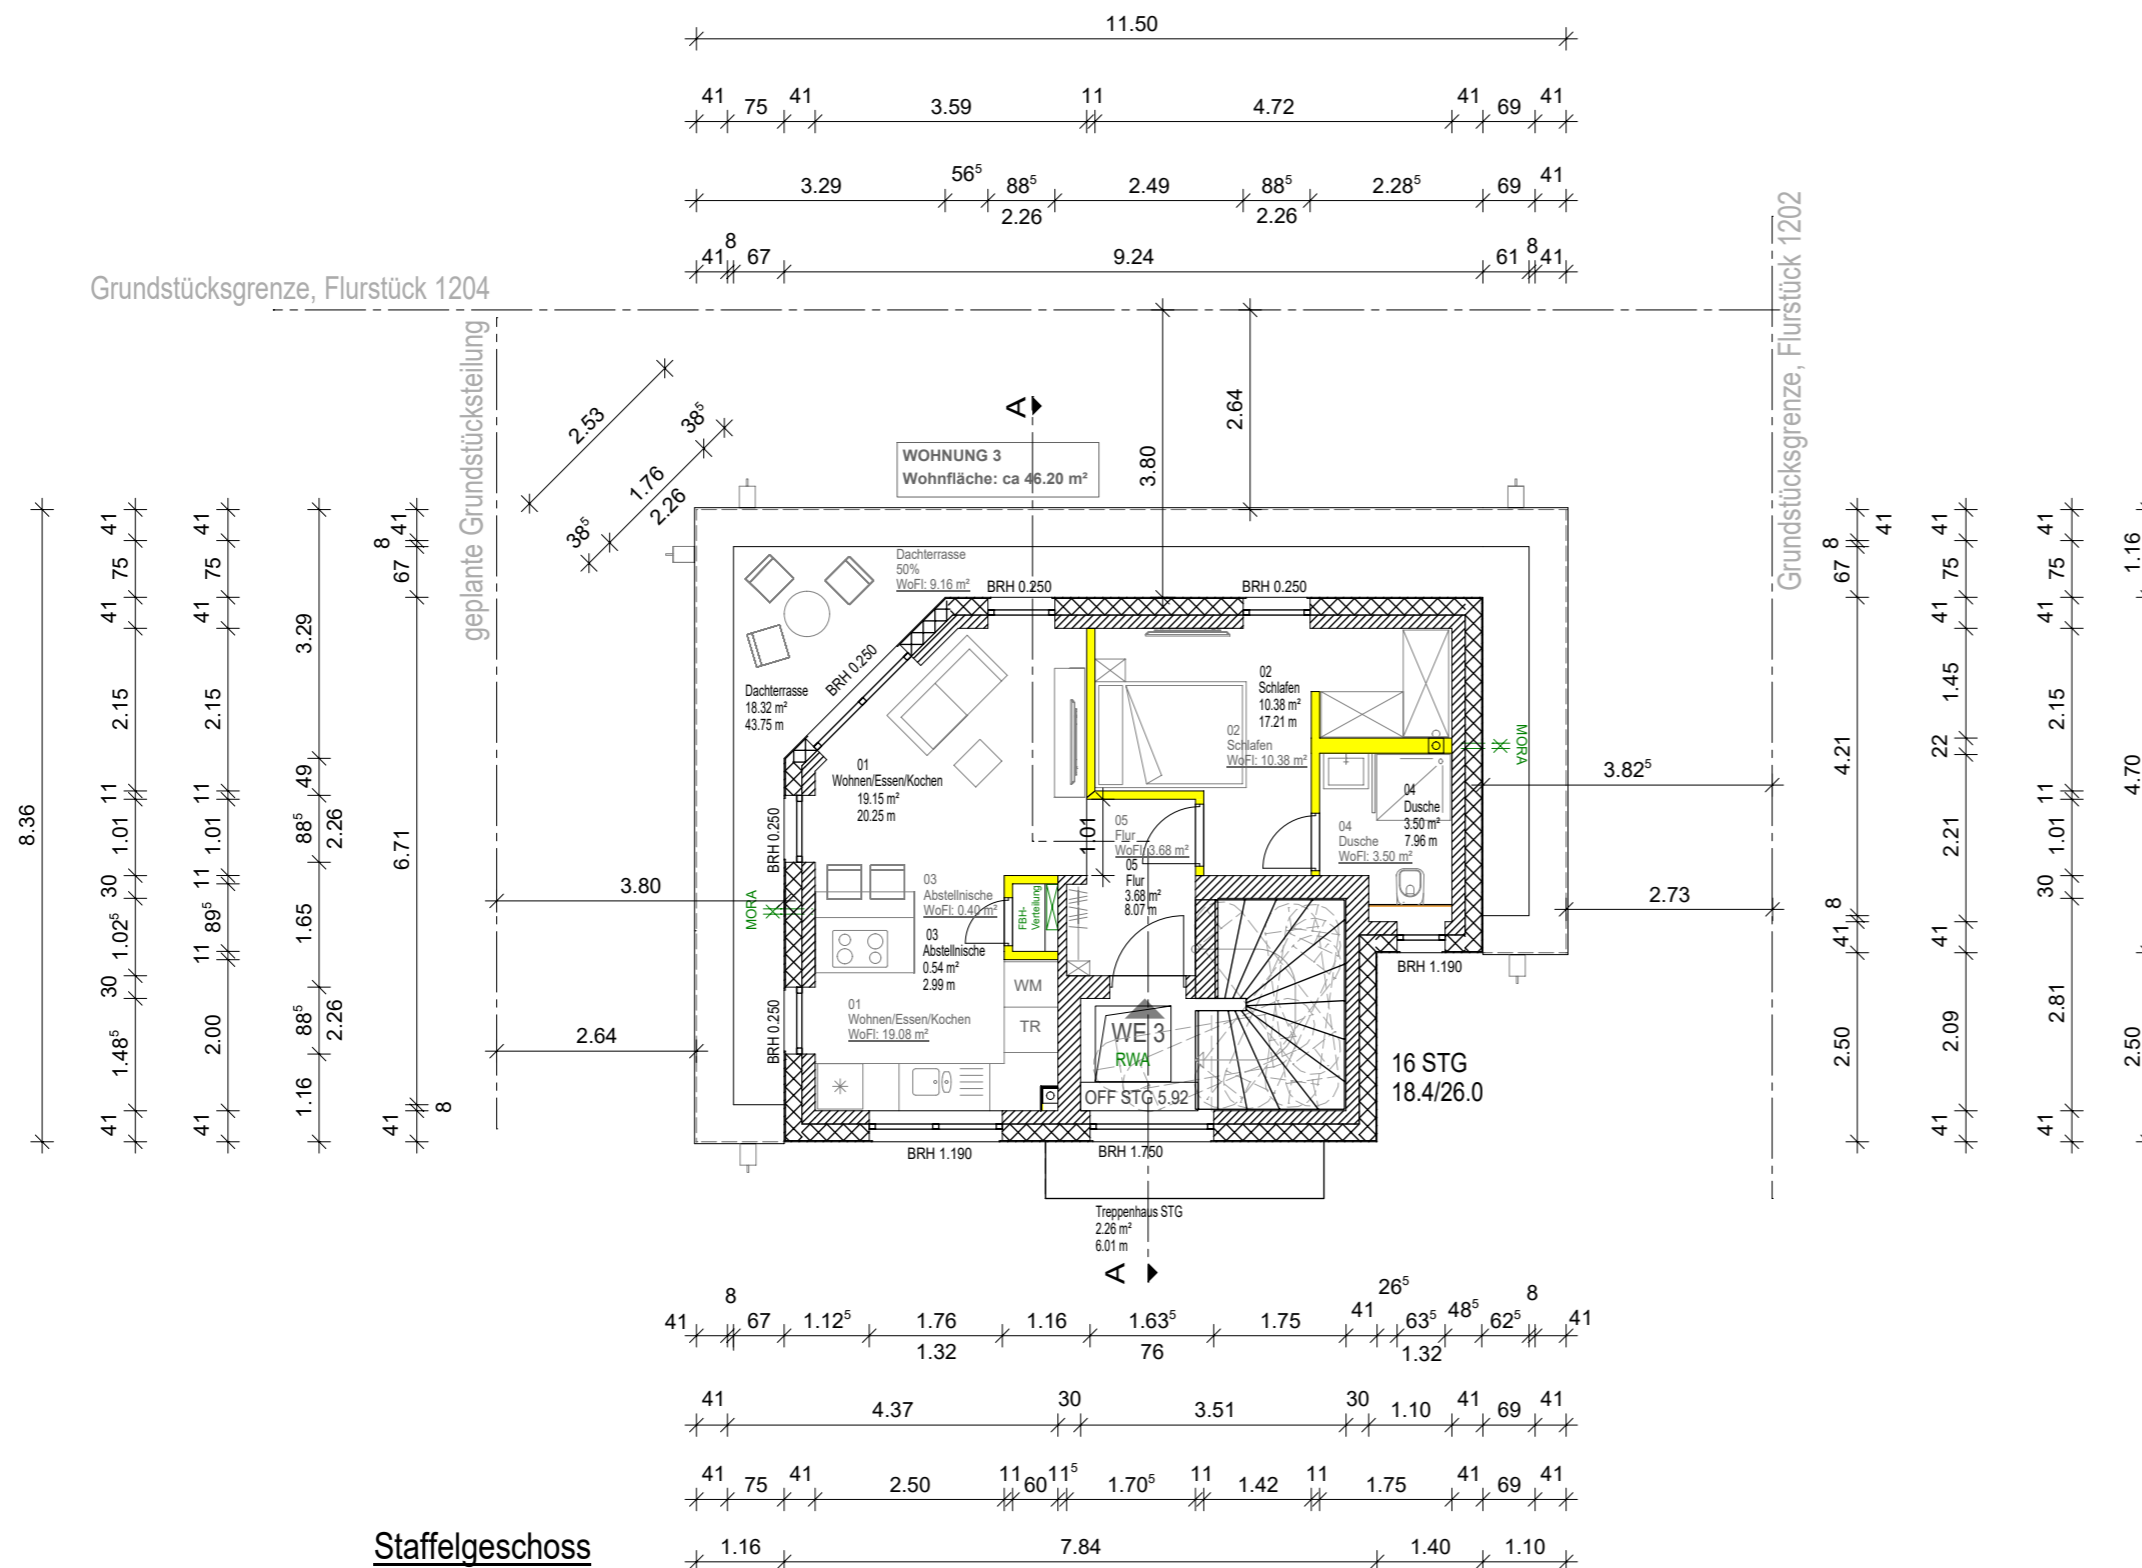 11.50
41 75 41 3.59 11 4.72 41 69 41
3.29 56⁵ 88⁵ 2.49 88⁵ 2.28⁵ 69 41
2.26 2.26
41 8 67 9.24 61 8 41
Grundstücksgrenze, Flurstück 1204
geplante Grundstücksteilung
Grundstücksgrenze, Flurstück 1202
2.53
38⁵ 1.76 38⁵
2.26
A
3.80
2.64
WOHNUNG 3
Wohnfläche: ca 46.20 m²
8.36
41 75 41 2.15 11 1.01 30 1.02⁵ 30 1.48⁵ 41
41 75 41 2.15 11 1.01 11 89⁵ 11 2.00 41
3.29 49 88⁵ 1.65 88⁵ 1.16
2.26 2.26
41 8 67 6.71 8 41
3.80
2.64
Dachterrasse
50%
WoFl: 9.16 m²
BRH 0.250
BRH 0.250
BRH 0.250
BRH 0.250
BRH 0.250
Dachterrasse
18.32 m²
43.75 m
01
Wohnen/Essen/Kochen
19.15 m²
20.25 m
02
Schlafen
10.38 m²
17.21 m
02
Schlafen
WoFl: 10.38 m²
04
Dusche
3.50 m²
7.96 m
04
Dusche
WoFl: 3.50 m²
MORA
MORA
1.01
05
Flur
WoFl: 3.68 m²
05
Flur
3.68 m²
8.07 m
03
Abstellnische
WoFl: 0.40 m²
03
Abstellnische
0.54 m²
2.99 m
FBH-
Verteilung
WM
TR
01
Wohnen/Essen/Kochen
WoFl: 19.08 m²
WE 3
RWA
OFF STG 5.92
16 STG
18.4/26.0
BRH 1.190
BRH 1.190
BRH 1.750
Treppenhaus STG
2.26 m²
6.01 m
A
3.82⁵
2.73
41 8 67 4.21 8 41 2.50
41 75 41 1.45 22 2.21 41 2.09 41
41 75 41 2.15 11 1.01 30 2.81 41
1.16 4.70 2.50
41 8 67 1.12⁵ 1.76 1.16 1.63⁵ 1.75 41 26⁵ 63⁵ 48⁵ 62⁵ 8 41
1.32 76 1.32
41 4.37 30 3.51 30 1.10 41 69 41
41 75 41 2.50 11 60 11⁵ 1.70⁵ 11 1.42 11 1.75 41 69 41
Staffelgeschoss
1.16 7.84 1.40 1.10